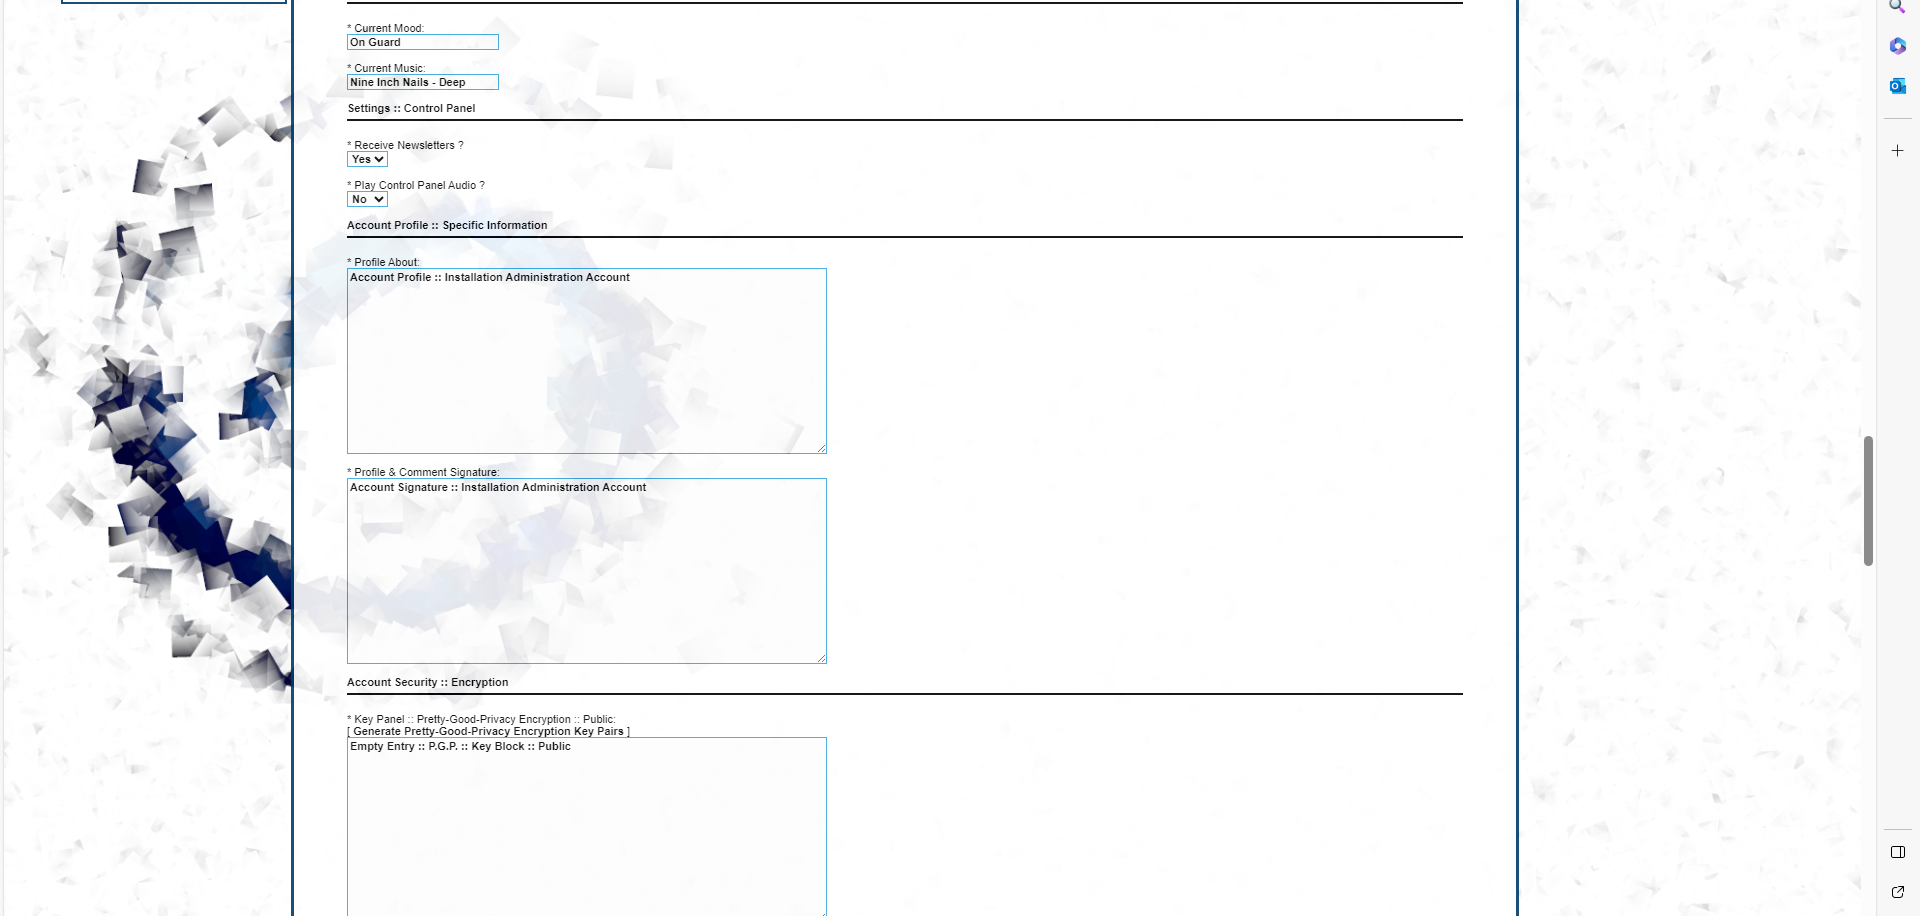 * Current Mood:
On Guard
* Current Music:
Nine Inch Nails - Deep
Settings :: Control Panel
* Receive Newsletters ?
Yes
* Play Control Panel Audio ?
No
Account Profile :: Specific Information
* Profile About:
Account Profile :: Installation Administration Account
* Profile & Comment Signature:
Account Signature :: Installation Administration Account
Account Security :: Encryption
* Key Panel :: Pretty-Good-Privacy Encryption :: Public:
[ Generate Pretty-Good-Privacy Encryption Key Pairs ]
Empty Entry :: P.G.P. :: Key Block :: Public